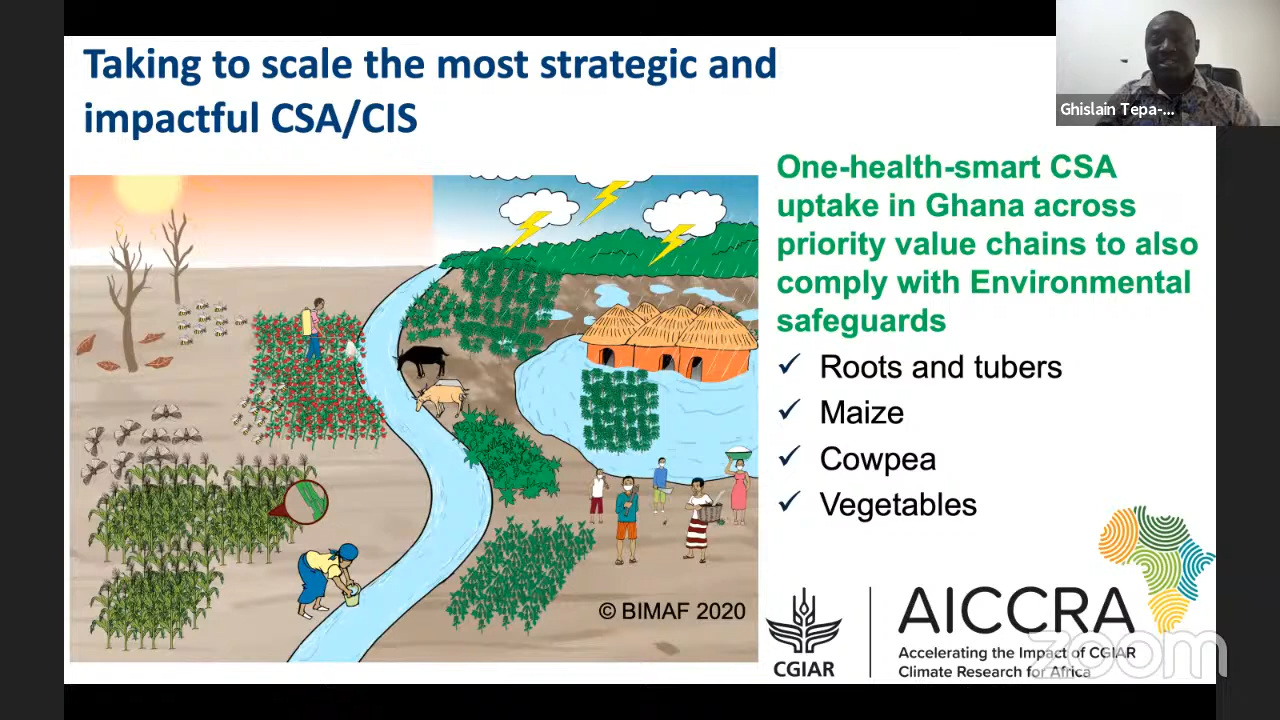 Taking to scale the most strategic and
impactful CSA/CIS
Ghislain Tepa-...
One-health-smart CSA
uptake in Ghana across
priority value chains to also
comply with Environmental
safeguards
✓ Roots and tubers
✓ Maize
✓ Cowpea
✓ Vegetables
© BIMAF 2020
CGIAR
AICCRA
Accelerating the Impact of CGIAR
Climate Research for Africa
zoom